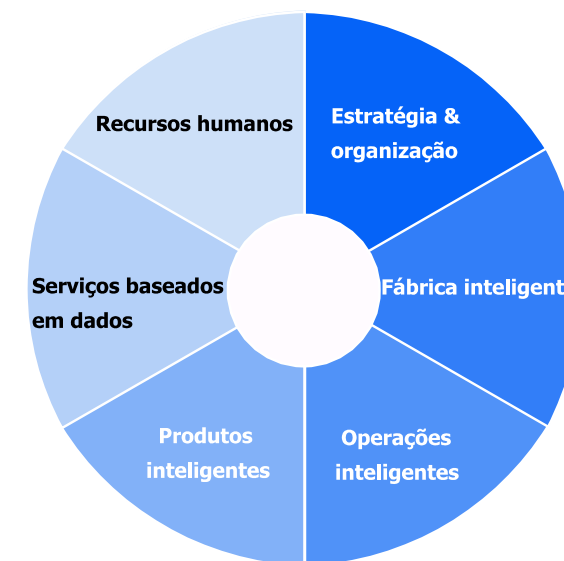 Recursos humanos
Estratégia &
organização
Serviços baseados
em dados
Fábrica inteligent
Produtos
inteligentes
Operações
inteligentes